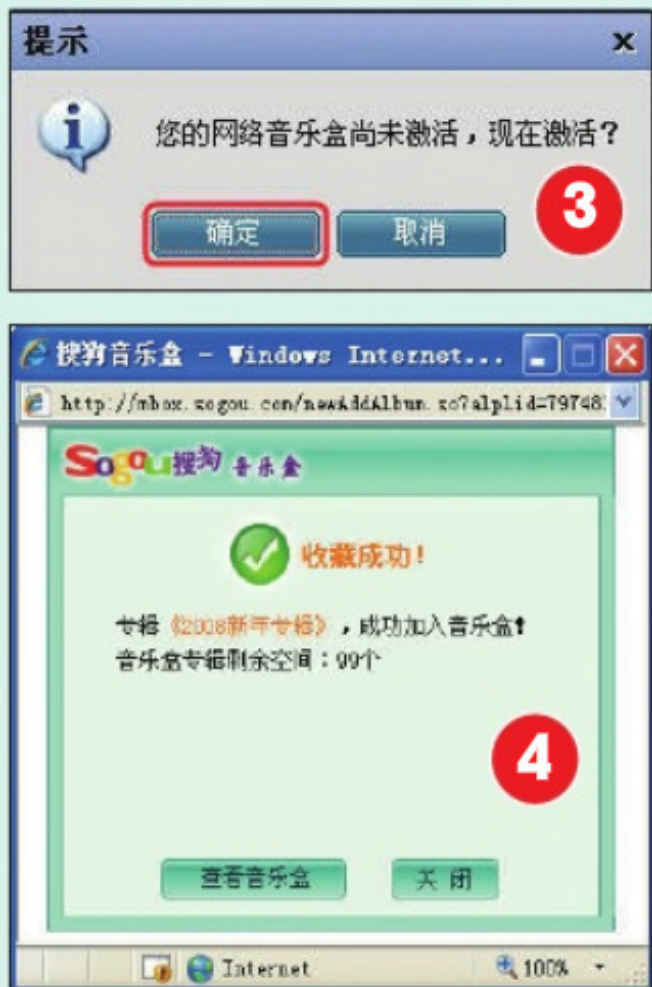 提示
您的网络音乐盒尚未激活，现在激活？
确定 取消
3
搜狗音乐盒 - Windows Internet...
http://mbox.sogou.com/newAddAlbum.so?alplid=79748
Sogou搜狗 音乐盒
收藏成功！
专辑《2008新年专辑》，成功加入音乐盒！
音乐盒专辑剩余空间：99个
4
查看音乐盒 关闭
Internet 100%